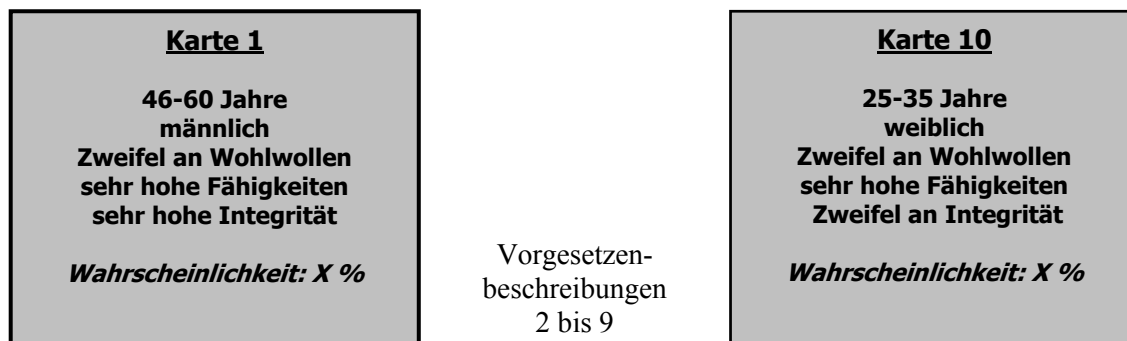 Karte 1
46-60 Jahre
männlich
Zweifel an Wohlwollen
sehr hohe Fähigkeiten
sehr hohe Integrität
Wahrscheinlichkeit: X %
Vorgesetzen-
beschreibungen
2 bis 9
Karte 10
25-35 Jahre
weiblich
Zweifel an Wohlwollen
sehr hohe Fähigkeiten
Zweifel an Integrität
Wahrscheinlichkeit: X %